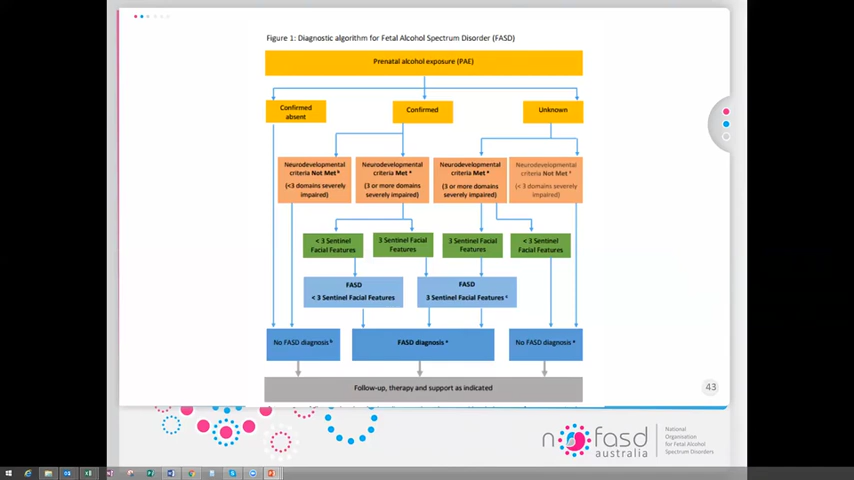 Figure 1: Diagnostic algorithm for Fetal Alcohol Spectrum Disorder (FASD)
Prenatal alcohol exposure (PAE)
Confirmed
absent
Confirmed
Unknown
Neurodevelopmental
criteria Not Met b
(<3 domains severely
impaired)
Neurodevelopmental
criteria Met a
(3 or more domains
severely impaired)
Neurodevelopmental
criteria Met a
(3 or more domains
severely impaired)
Neurodevelopmental
criteria Not Met
(< 3 domains severely
impaired)
< 3 Sentinel
Facial Features
3 Sentinel Facial
Features
3 Sentinel Facial
Features
< 3 Sentinel
Facial Features
FASD
< 3 Sentinel Facial Features
FASD
3 Sentinel Facial Features c
No FASD diagnosis b
FASD diagnosis
No FASD diagnosis
Follow-up, therapy and support as indicated
43
nofasd
australia
National
Organisation
for Fetal Alcohol
Spectrum Disorders